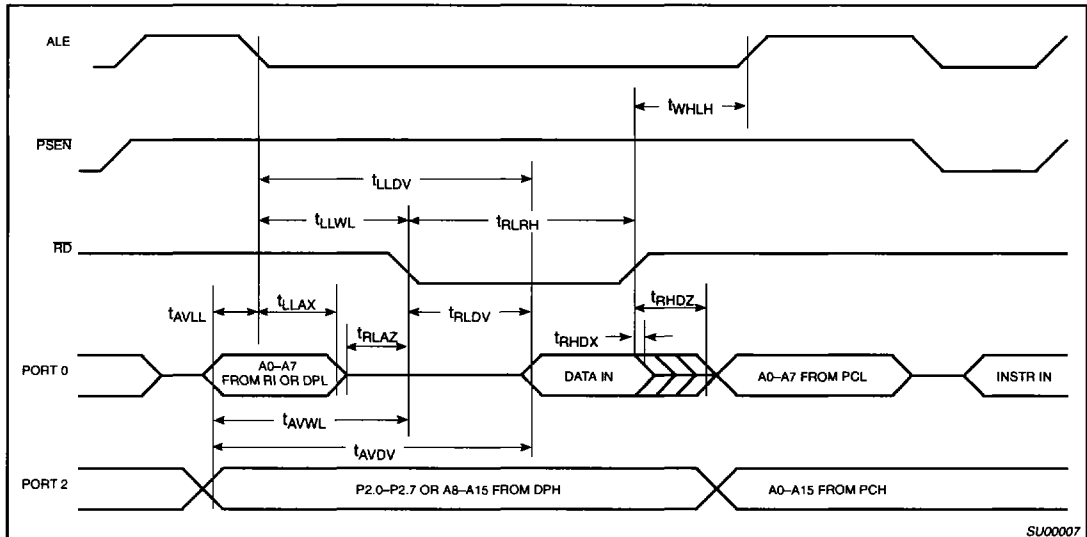 ALE
tWHLH
PSEN
tLLDV
tLLWL
tRLRH
RD
tAVLL
tLLAX
tRLDV
tRHDZ
tRLAZ
tRHDX
PORT 0
A0–A7
FROM RI OR DPL
DATA IN
A0–A7 FROM PCL
INSTR IN
tAVWL
tAVDV
PORT 2
P2.0–P2.7 OR A8–A15 FROM DPH
A0–A15 FROM PCH
SU00007